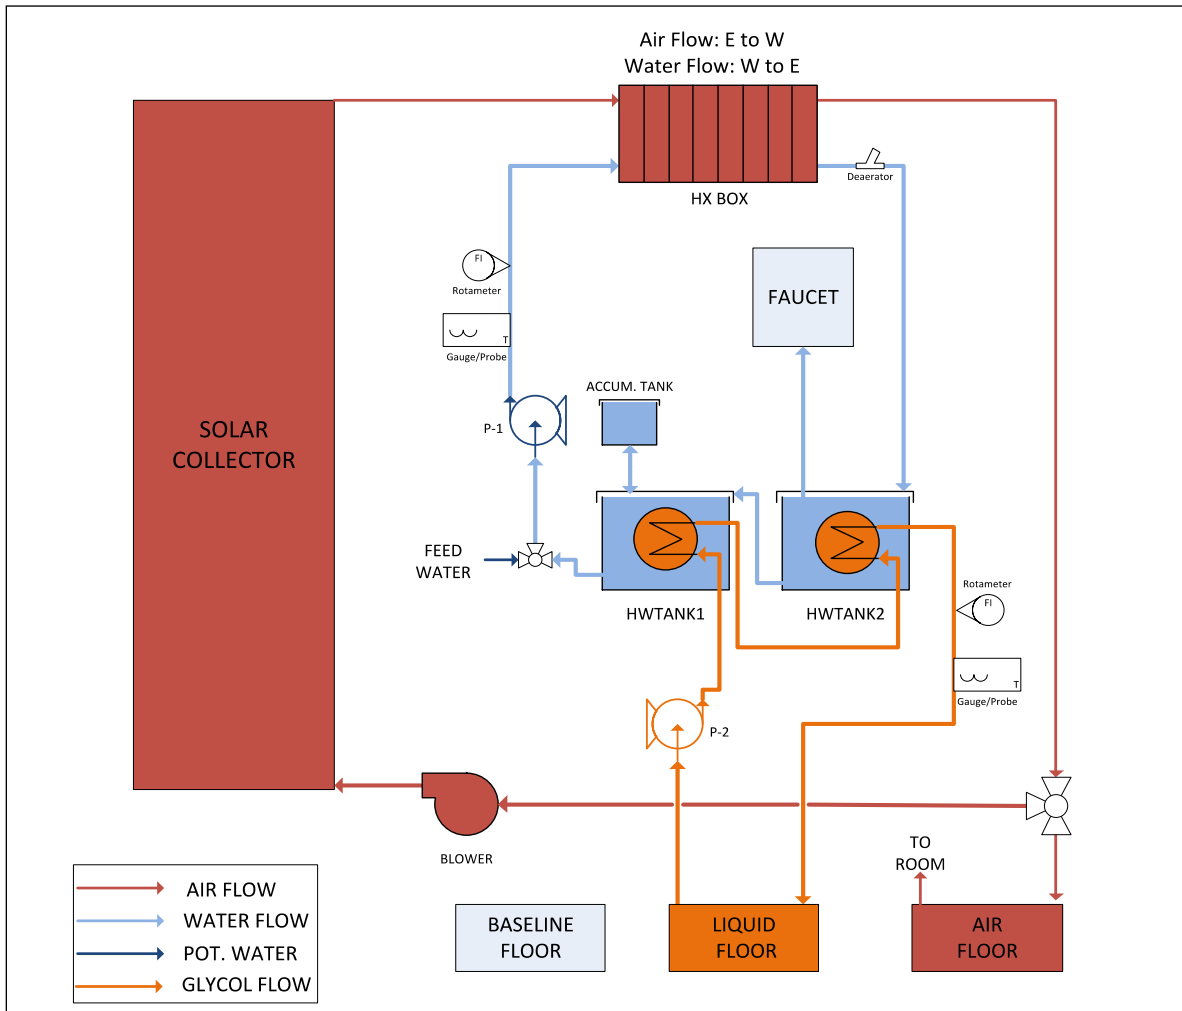 Air Flow: E to W
Water Flow: W to E
HX BOX
Deaerator
FI
Rotameter
T
Gauge/Probe
FAUCET
ACCUM. TANK
P-1
SOLAR
COLLECTOR
FEED
WATER
HWTANK1
HWTANK2
Rotameter
FI
T
Gauge/Probe
P-2
BLOWER
TO
ROOM
AIR FLOW
WATER FLOW
POT. WATER
GLYCOL FLOW
BASELINE
FLOOR
LIQUID
FLOOR
AIR
FLOOR